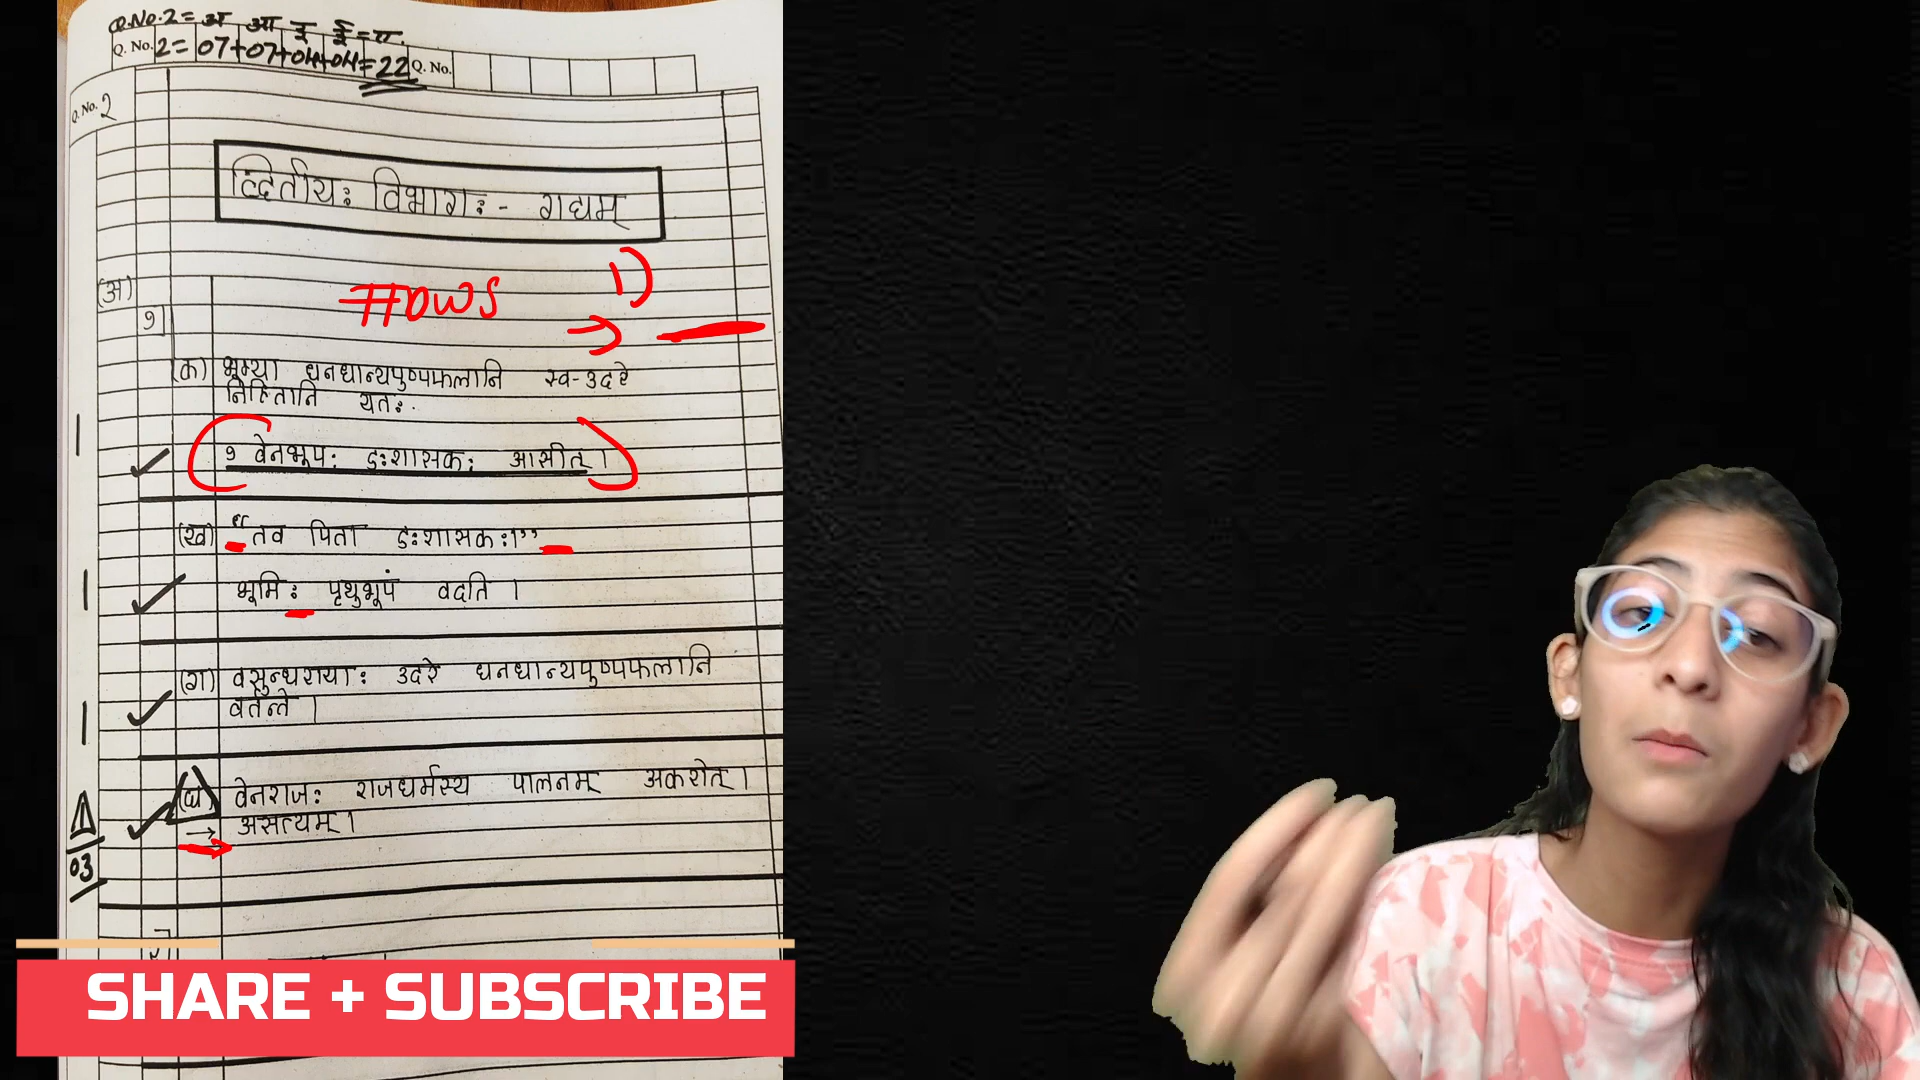 Q.No.2= अ आ इ ई = ग.
Q. No. 2= 07+07+04+04=22 Q. No.
Q. No. 2
द्वितीयः विभागः - गद्यम्
(अ)
#OWS 1)
१)
→
(क) भूम्या धनधान्यपुष्पफलानि स्व-उदरे
निहितानि यतः.
१ वेनभूपः दुःशासकः आसीत्।
(ख) “तव पिता दुःशासकः।”
भूमिः पृथुभूपं वदति ।
(ग) वसुन्धरायाः उदरे धनधान्यपुष्पफलानि
वर्तन्ते ।
(घ) वेनराजः राजधर्मस्य पालनम् अकरोत्।
→ असत्यम्।
03
SHARE + SUBSCRIBE